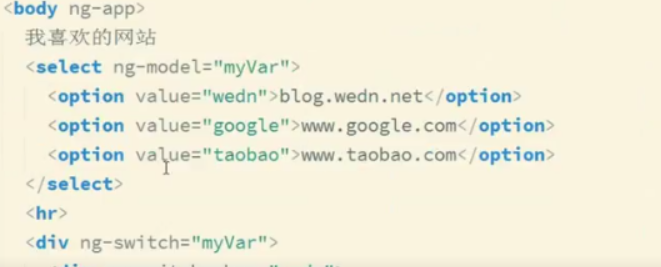 <body ng-app>
我喜欢的网站
<select ng-model="myVar">
<option value="wedn">blog.wedn.net</option>
<option value="google">www.google.com</option>
<option value="taobao">www.taobao.com</option>
</select>
<hr>
<div ng-switch="myVar">